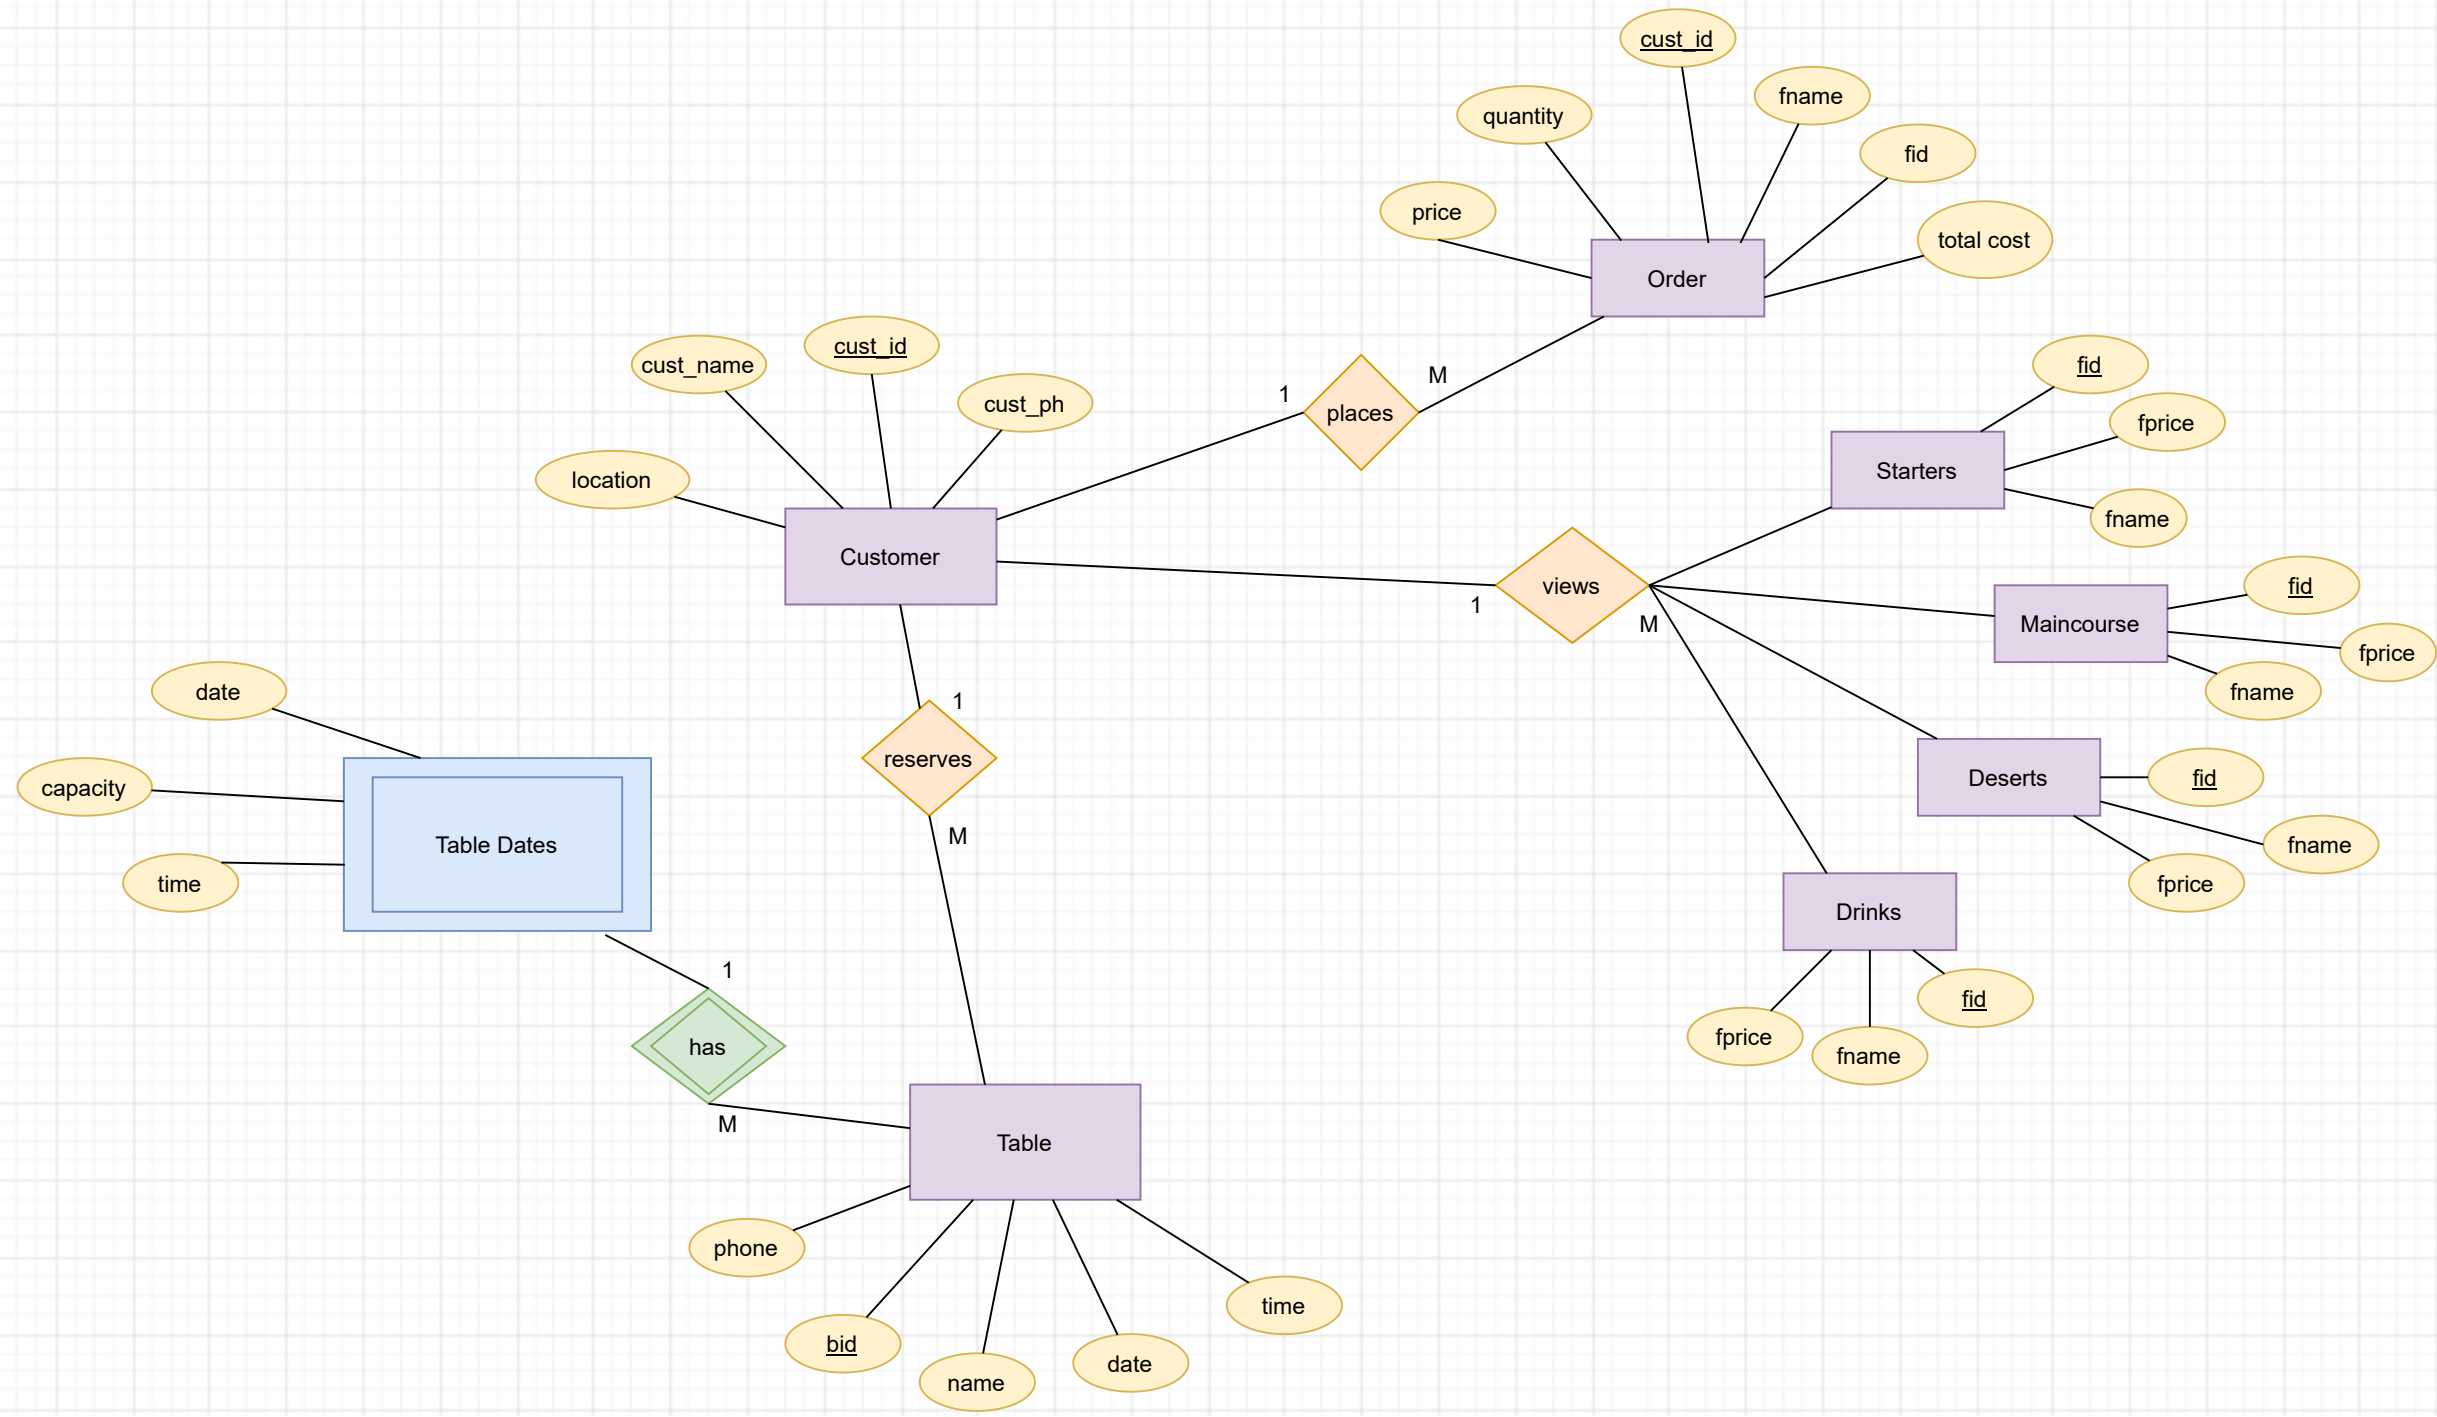 cust_id
fname
quantity
fid
price
total cost
Order
cust_id
cust_name
cust_ph
location
1
M
places
fid
fprice
Starters
fname
Customer
views
1
M
fid
Maincourse
fprice
fname
date
capacity
Table Dates
time
1
reserves
M
Deserts
fid
fname
fprice
Drinks
fid
fprice
fname
1
has
M
Table
phone
time
bid
date
name